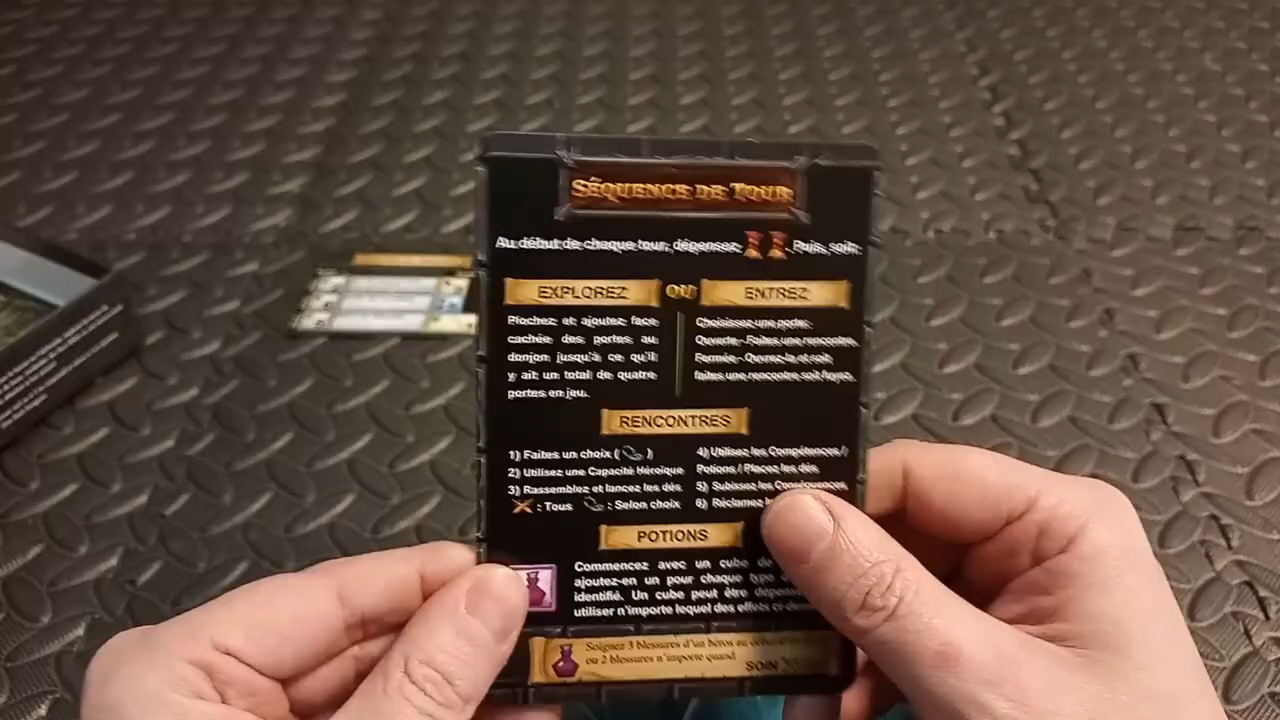 SÉQUENCE DE TOUR
Au début de chaque tour, dépensez . Puis, soit:
EXPLOREZ OU ENTREZ
Piochez et ajoutez face
cachée des portes au
donjon jusqu'à ce qu'il
y ait un total de quatre
portes en jeu.
Choisissez une porte:
Ouverte - Faites une rencontre.
Fermée - Ouvrez-la et soit
faites une rencontre soit fuyez.
RENCONTRES
1) Faites un choix ( )
2) Utilisez une Capacité Héroïque
3) Rassemblez et lancez les dés
: Tous : Selon choix
4) Utilisez les Compétences /
Potions / Placez les dés
5) Subissez les Conséquences
6) Réclamez
POTIONS
Commencez avec un cube de
ajoutez-en un pour chaque type
identifié. Un cube peut être
utiliser n'importe lequel des effets
Soignez 3 blessures d'un héros au
ou 2 blessures n'importe quand
SOIN